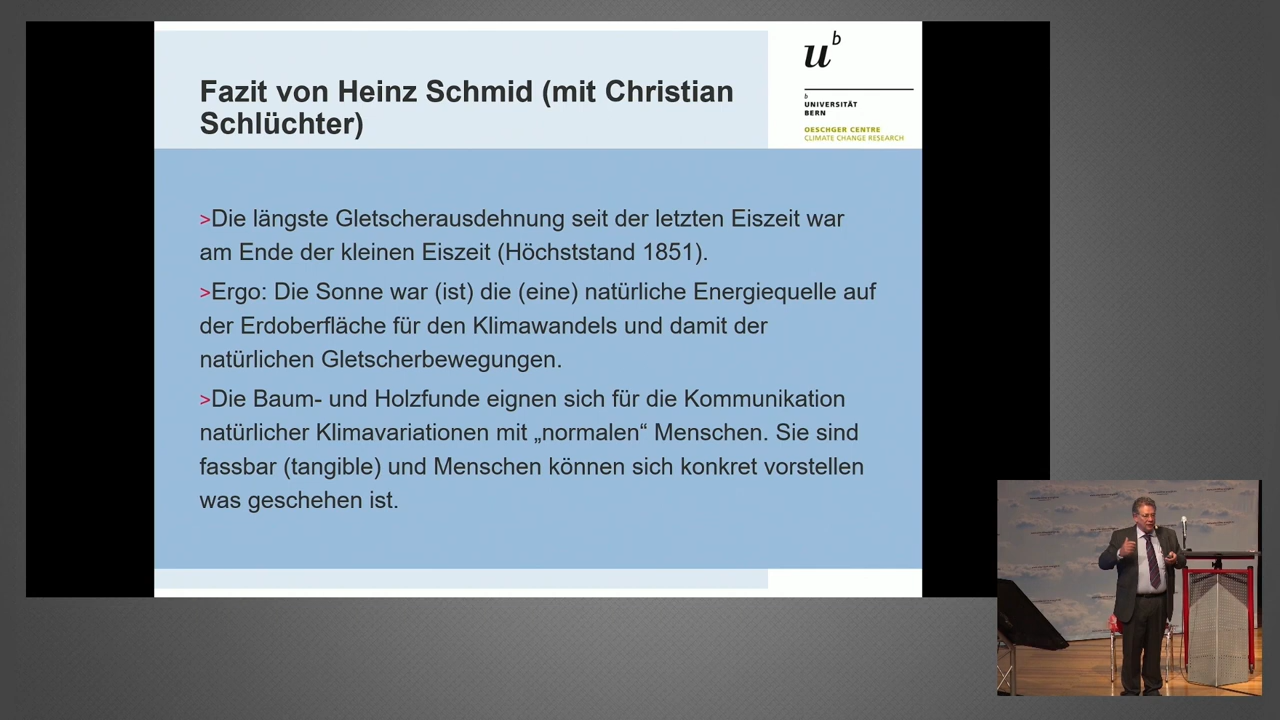 Fazit von Heinz Schmid (mit Christian
Schlüchter)
u b
b
UNIVERSITÄT
BERN
OESCHGER CENTRE
CLIMATE CHANGE RESEARCH
>Die längste Gletscherausdehnung seit der letzten Eiszeit war
am Ende der kleinen Eiszeit (Höchststand 1851).
>Ergo: Die Sonne war (ist) die (eine) natürliche Energiequelle auf
der Erdoberfläche für den Klimawandels und damit der
natürlichen Gletscherbewegungen.
>Die Baum- und Holzfunde eignen sich für die Kommunikation
natürlicher Klimavariationen mit „normalen“ Menschen. Sie sind
fassbar (tangible) und Menschen können sich konkret vorstellen
was geschehen ist.